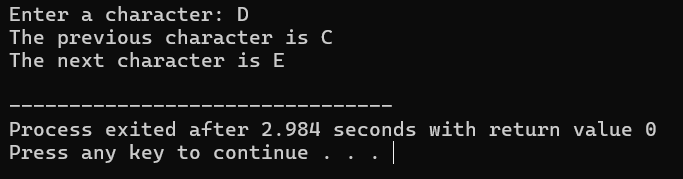 Enter a character: D
The previous character is C
The next character is E
--------------------------------
Process exited after 2.984 seconds with return value 0
Press any key to continue . . .